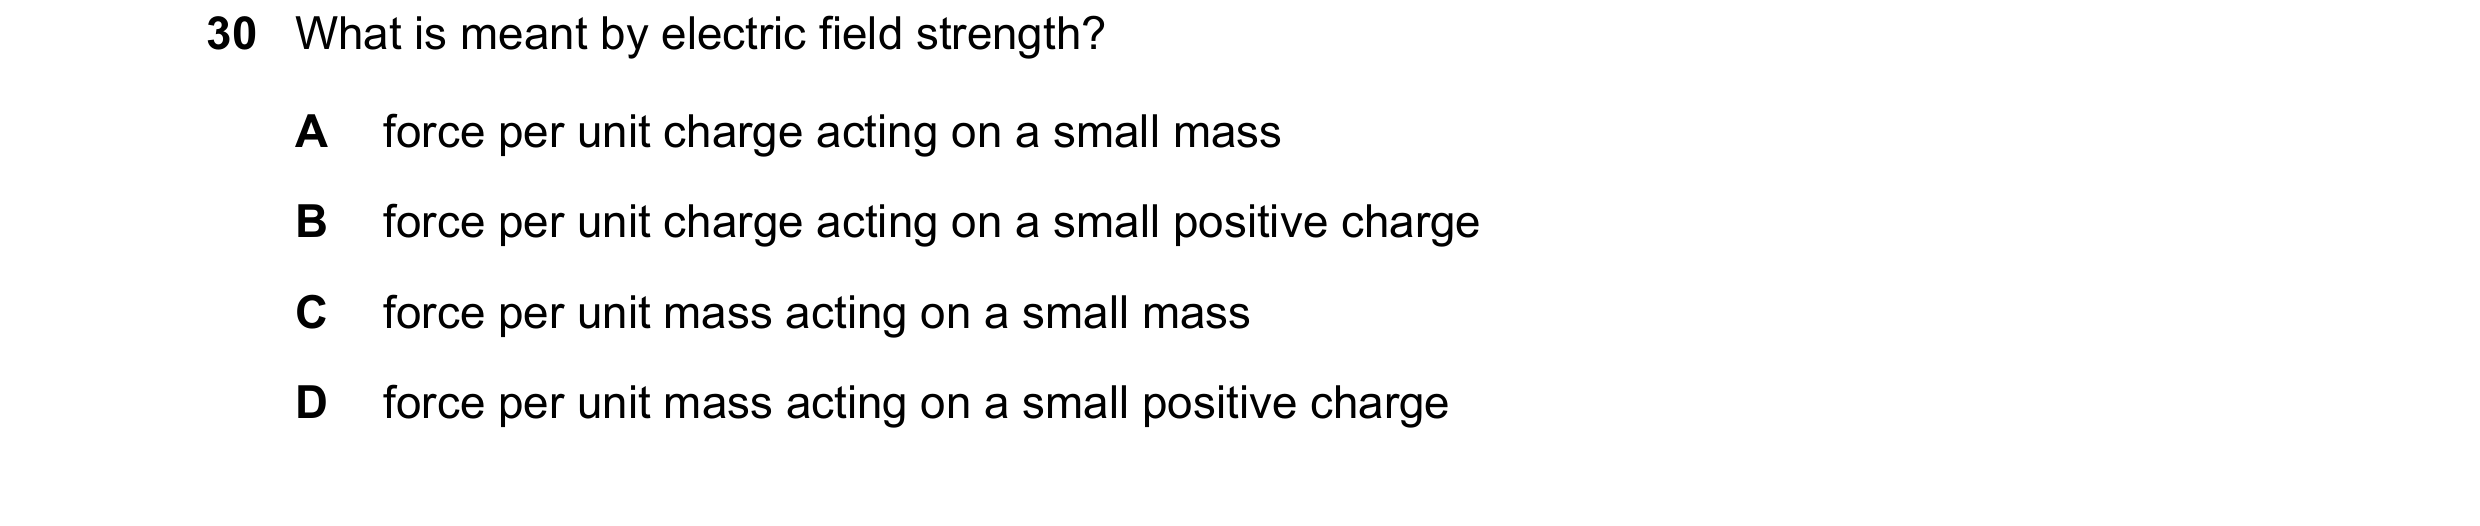 30 What is meant by electric field strength?
A force per unit charge acting on a small mass
B force per unit charge acting on a small positive charge
C force per unit mass acting on a small mass
D force per unit mass acting on a small positive charge